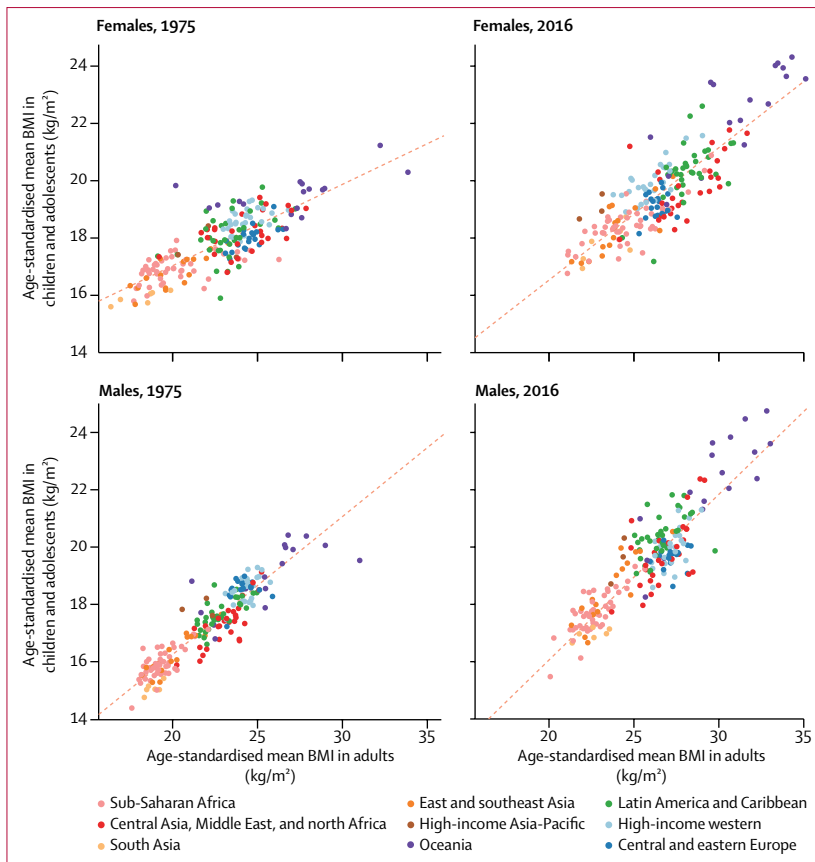 Females, 1975
Females, 2016
Age-standardised mean BMI in
children and adolescents (kg/m²)
24
22
20
18
16
14
20
25
30
35
Males, 1975
Males, 2016
Age-standardised mean BMI in
children and adolescents (kg/m²)
24
22
20
18
16
14
20
25
30
35
20
25
30
35
Age-standardised mean BMI in adults
(kg/m²)
Age-standardised mean BMI in adults
(kg/m²)
Sub-Saharan Africa
East and southeast Asia
Latin America and Caribbean
Central Asia, Middle East, and north Africa
High-income Asia-Pacific
High-income western
South Asia
Oceania
Central and eastern Europe